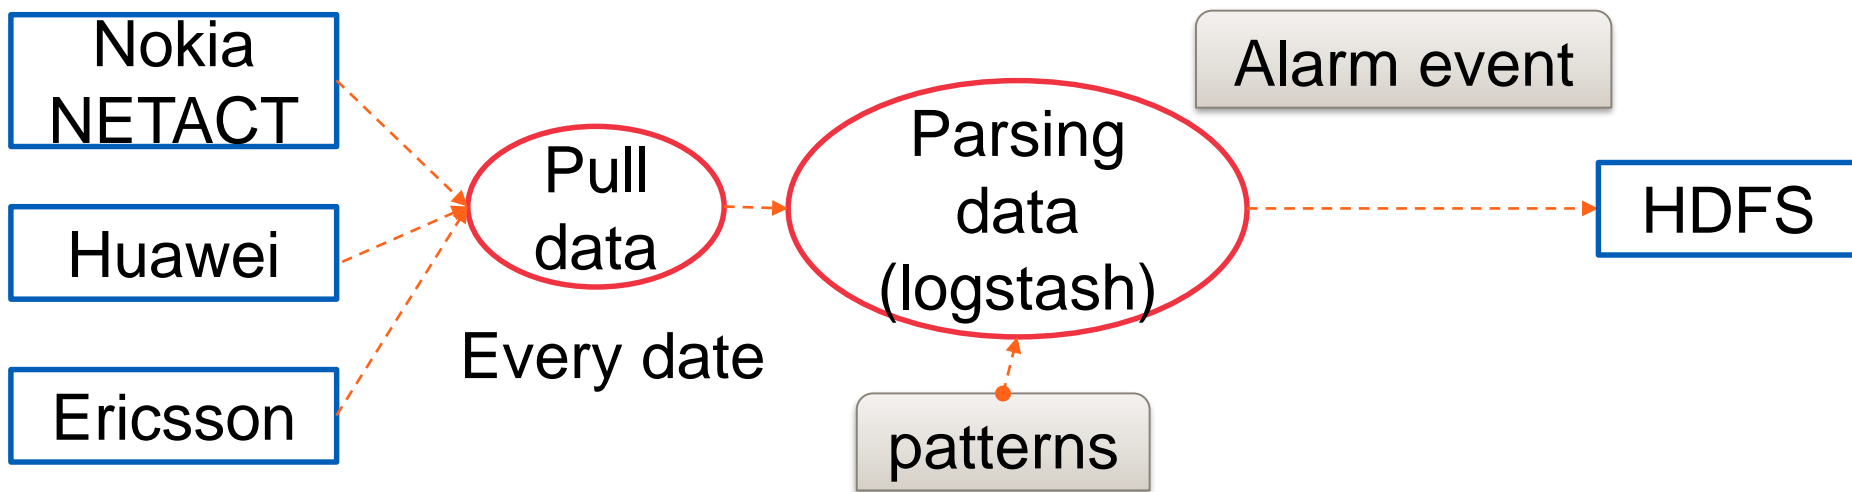 Nokia
NETACT
Huawei
Ericsson
Pull
data
Every date
Parsing
data
(logstash)
patterns
Alarm event
HDFS